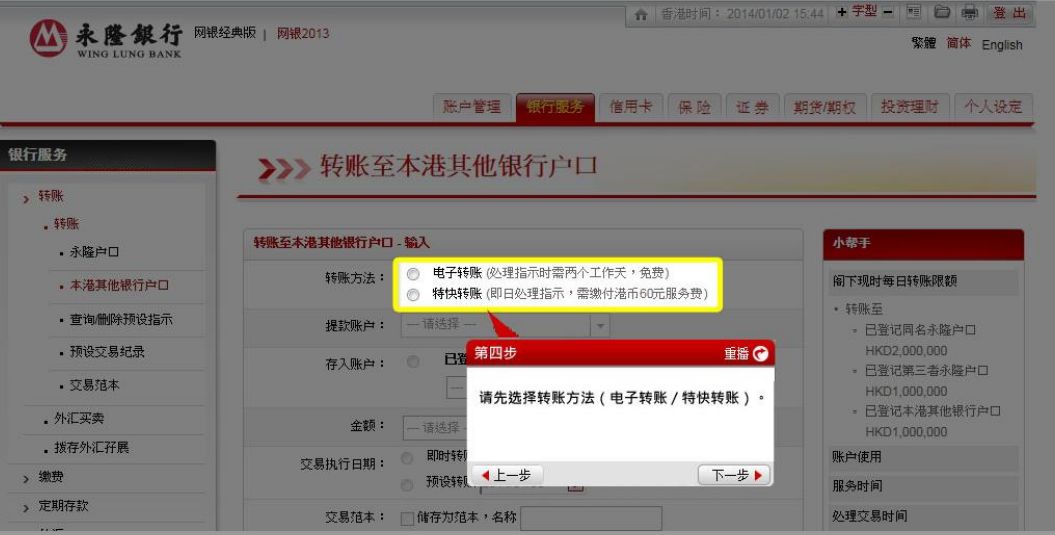 香港时间：2014/01/02 15:44 + 字型 − 登 出
永隆銀行 网银经典版 | 网银2013
WING LUNG BANK
繁體 简体 English
账户管理 银行服务 信用卡 保 险 证 券 期货/期权 投资理财 个人设定
银行服务
转账至本港其他银行户口
转账
转账
永隆户口
本港其他银行户口
查询/删除预设指示
预设交易纪录
交易范本
外汇买卖
拨存外汇孖展
缴费
定期存款
转账至本港其他银行户口 - 输入
转账方法：
电子转账 (处理指示时需两个工作天，免费)
特快转账 (即日处理指示，需缴付港币60元服务费)
提款账户： — 请选择 —
存入账户：
金额： — 请选择
交易执行日期： 即时转
预设转
交易范本： 储存为范本，名称
第四步 重播
请先选择转账方法（电子转账 / 特快转账）。
上一步 下一步
小帮手
阁下现时每日转账限额
转账至
已登记同名永隆户口
HKD2,000,000
已登记第三者永隆户口
HKD1,000,000
已登记本港其他银行户口
HKD1,000,000
账户使用
服务时间
处理交易时间